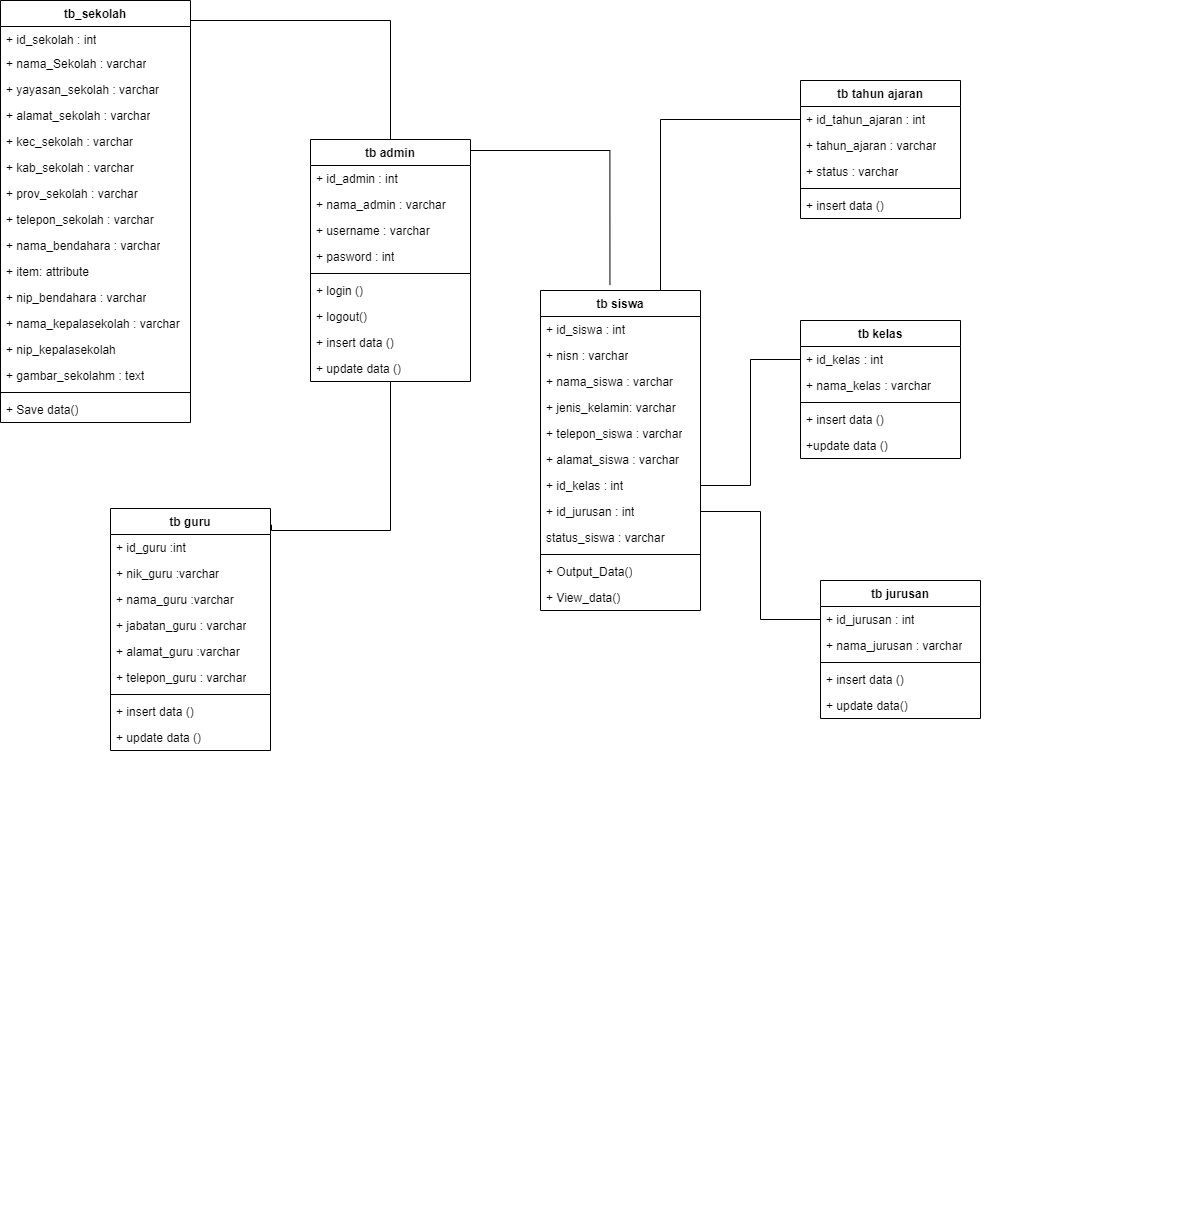 tb_sekolah
+ id_sekolah : int
+ nama_Sekolah : varchar
+ yayasan_sekolah : varchar
+ alamat_sekolah : varchar
+ kec_sekolah : varchar
+ kab_sekolah : varchar
+ prov_sekolah : varchar
+ telepon_sekolah : varchar
+ nama_bendahara : varchar
+ item: attribute
+ nip_bendahara : varchar
+ nama_kepalasekolah : varchar
+ nip_kepalasekolah
+ gambar_sekolahm : text
+ Save data()
tb admin
+ id_admin : int
+ nama_admin : varchar
+ username : varchar
+ pasword : int
+ login ()
+ logout()
+ insert data ()
+ update data ()
tb guru
+ id_guru :int
+ nik_guru :varchar
+ nama_guru :varchar
+ jabatan_guru : varchar
+ alamat_guru :varchar
+ telepon_guru : varchar
+ insert data ()
+ update data ()
tb siswa
+ id_siswa : int
+ nisn : varchar
+ nama_siswa : varchar
+ jenis_kelamin: varchar
+ telepon_siswa : varchar
+ alamat_siswa : varchar
+ id_kelas : int
+ id_jurusan : int
status_siswa : varchar
+ Output_Data()
+ View_data()
tb tahun ajaran
+ id_tahun_ajaran : int
+ tahun_ajaran : varchar
+ status : varchar
+ insert data ()
tb kelas
+ id_kelas : int
+ nama_kelas : varchar
+ insert data ()
+update data ()
tb jurusan
+ id_jurusan : int
+ nama_jurusan : varchar
+ insert data ()
+ update data()